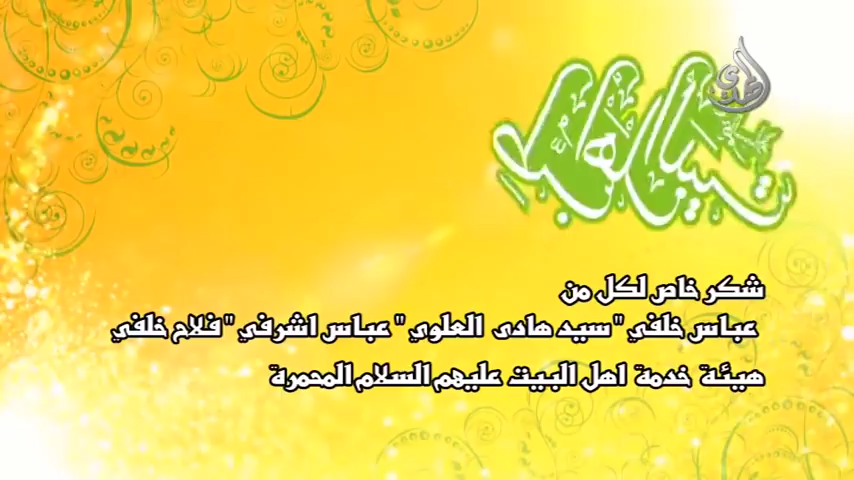 الهدى
شكر خاص لكل من
عباس خلفي " سيد هادى العلوي " عباس اشرفي " فلاح خلفي
هيئة خدمة اهل البيت عليهم السلام المحمرة